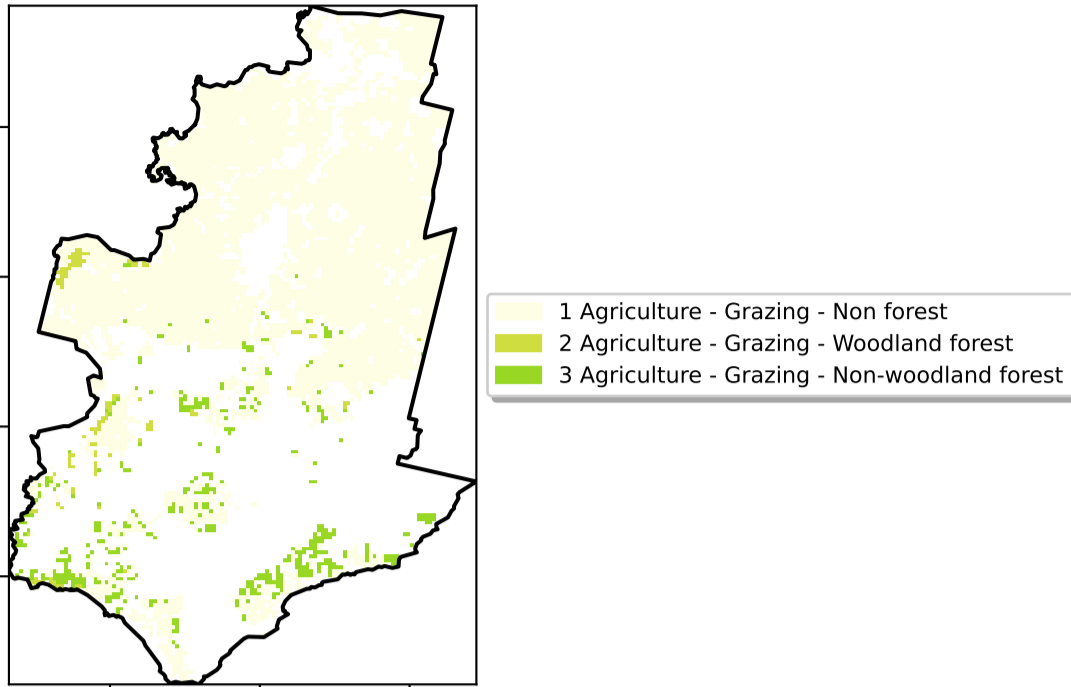 1 Agriculture - Grazing - Non forest
2 Agriculture - Grazing - Woodland forest
3 Agriculture - Grazing - Non-woodland forest